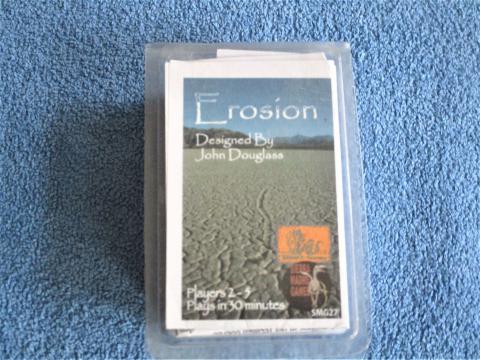 Erosion
Designed By
John Douglass
Players 2 - 5
Plays in 30 minutes
SMG27